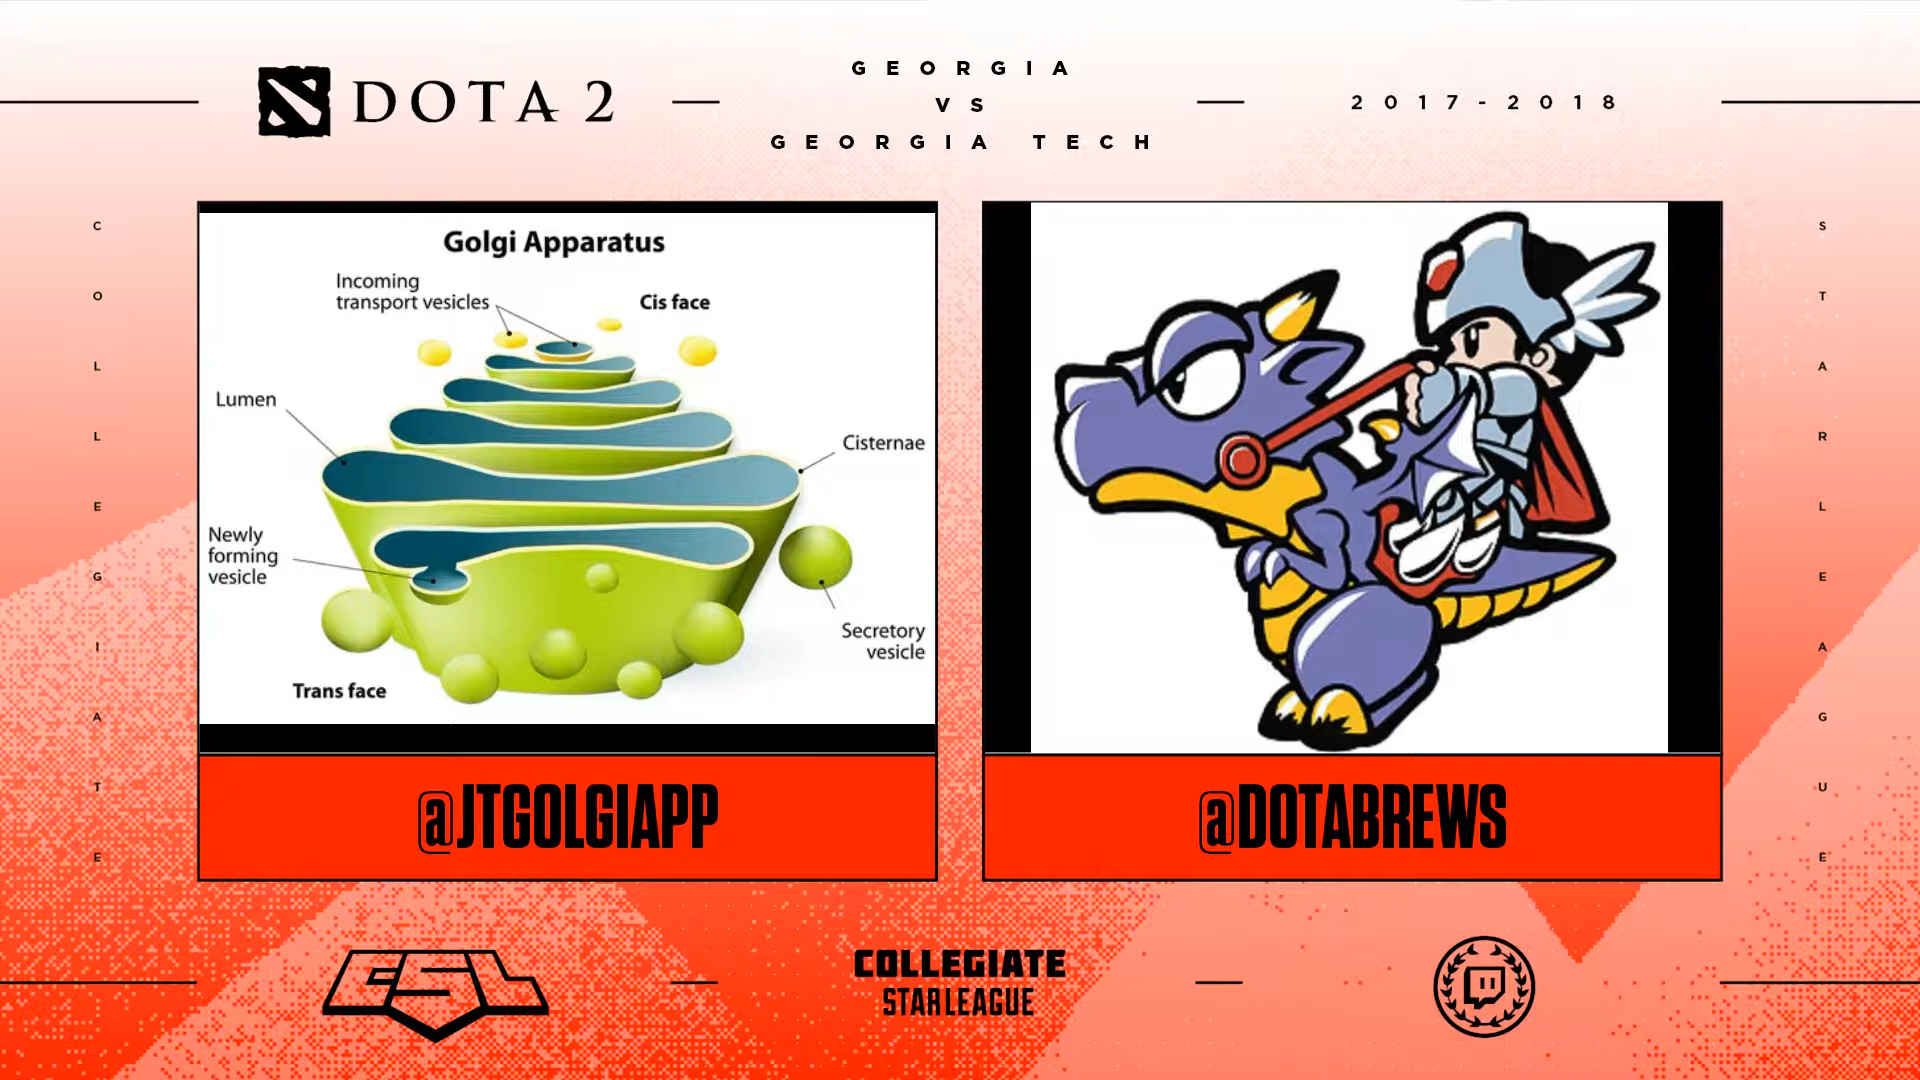 DOTA 2
GEORGIA
VS
GEORGIA TECH
2017-2018
COLLEGIATE
STARLEAGUE
Golgi Apparatus
Incoming
transport vesicles
Cis face
Lumen
Cisternae
Newly
forming
vesicle
Secretory
vesicle
Trans face
@JTGOLGIAPP
@DOTABREWS
ESL
COLLEGIATE
STARLEAGUE